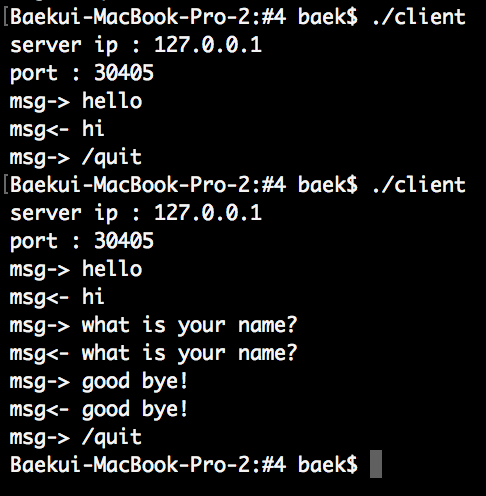 [Baekui-MacBook-Pro-2:#4 baek$ ./client
server ip : 127.0.0.1
port : 30405
msg-> hello
msg<- hi
msg-> /quit
[Baekui-MacBook-Pro-2:#4 baek$ ./client
server ip : 127.0.0.1
port : 30405
msg-> hello
msg<- hi
msg-> what is your name?
msg<- what is your name?
msg-> good bye!
msg<- good bye!
msg-> /quit
Baekui-MacBook-Pro-2:#4 baek$